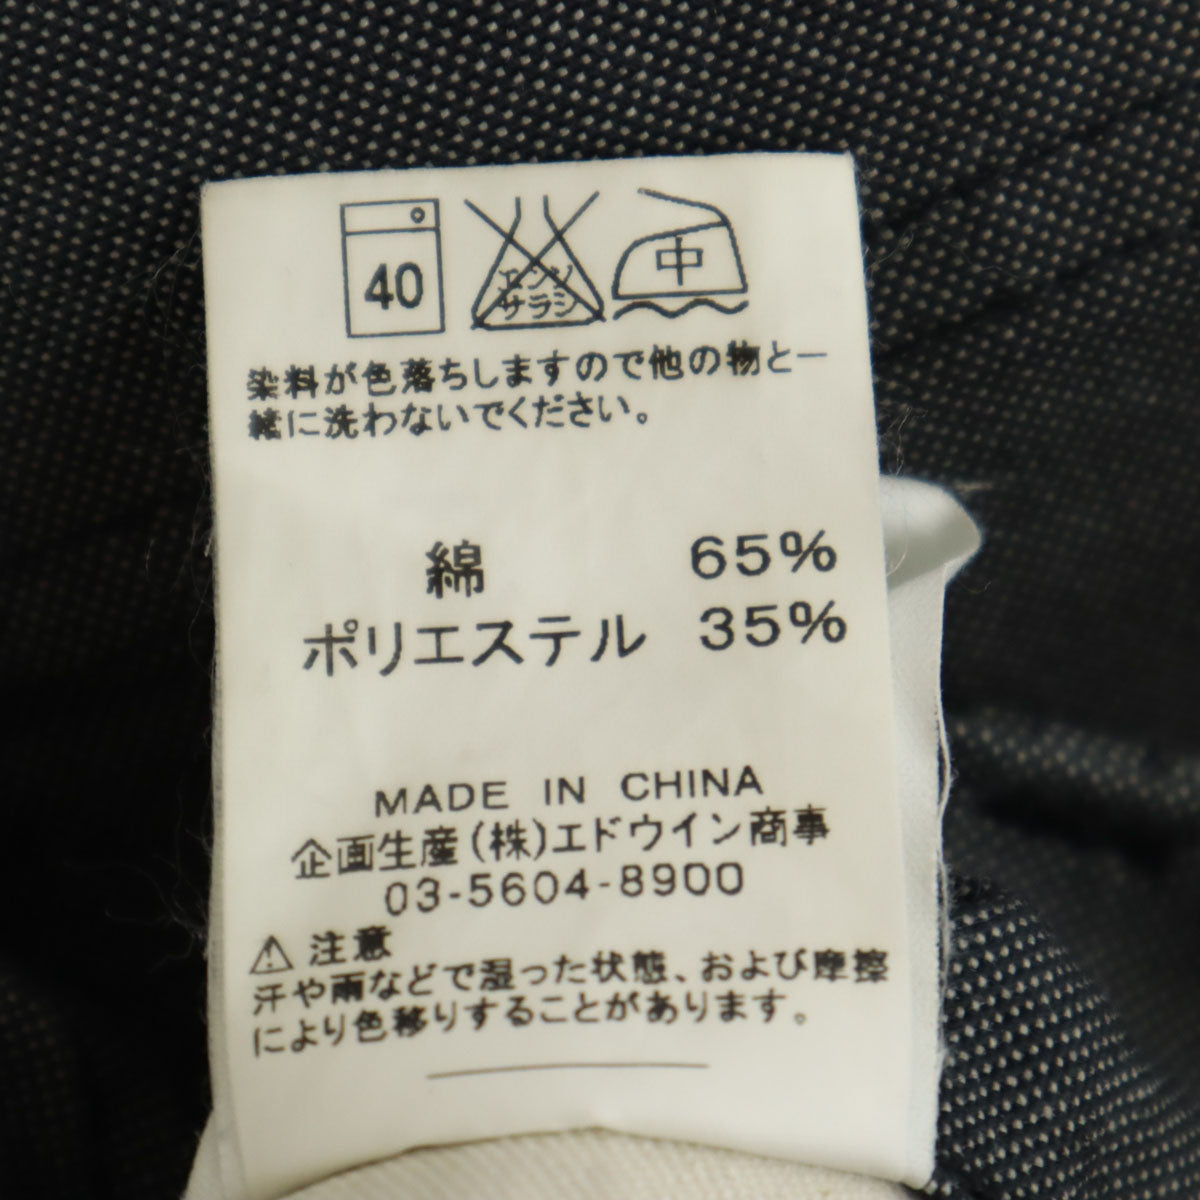 40
エンソ
サラシ
中
染料が色落ちしますので他の物と一
緒に洗わないでください。
綿 65%
ポリエステル 35%
MADE IN CHINA
企画生産(株)エドウイン商事
03-5604-8900
⚠ 注意
汗や雨などで湿った状態、および摩擦
により色移りすることがあります。